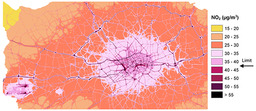 NO₂ (µg/m³)
15 - 20
20 - 25
25 - 30
30 - 35
35 - 40
40 - 45
Limit
45 - 50
50 - 55
> 55